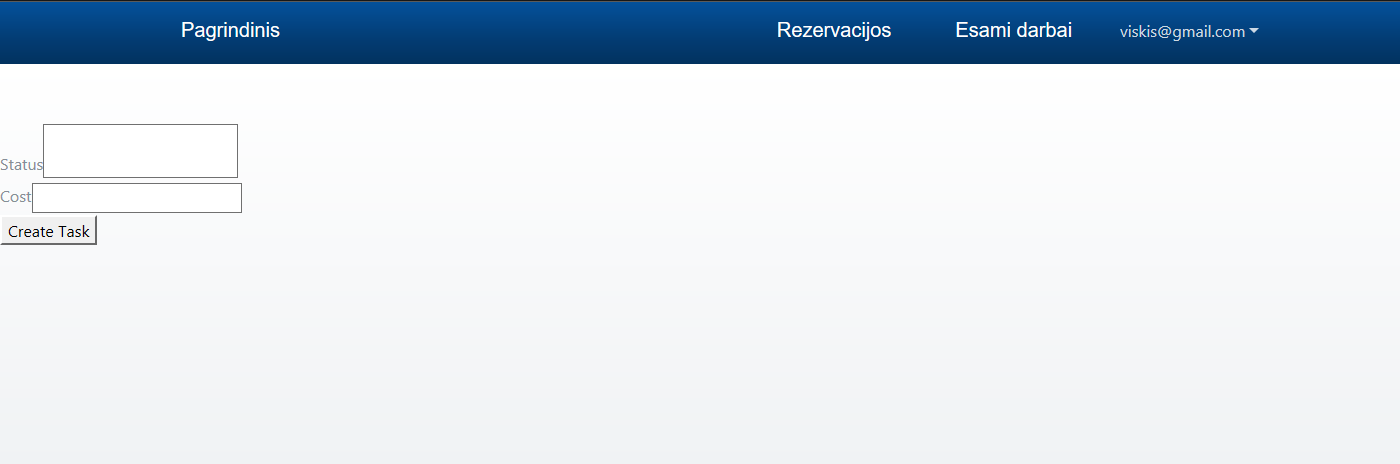 Pagrindinis Rezervacijos Esami darbai viskis@gmail.com
Status
Cost
Create Task